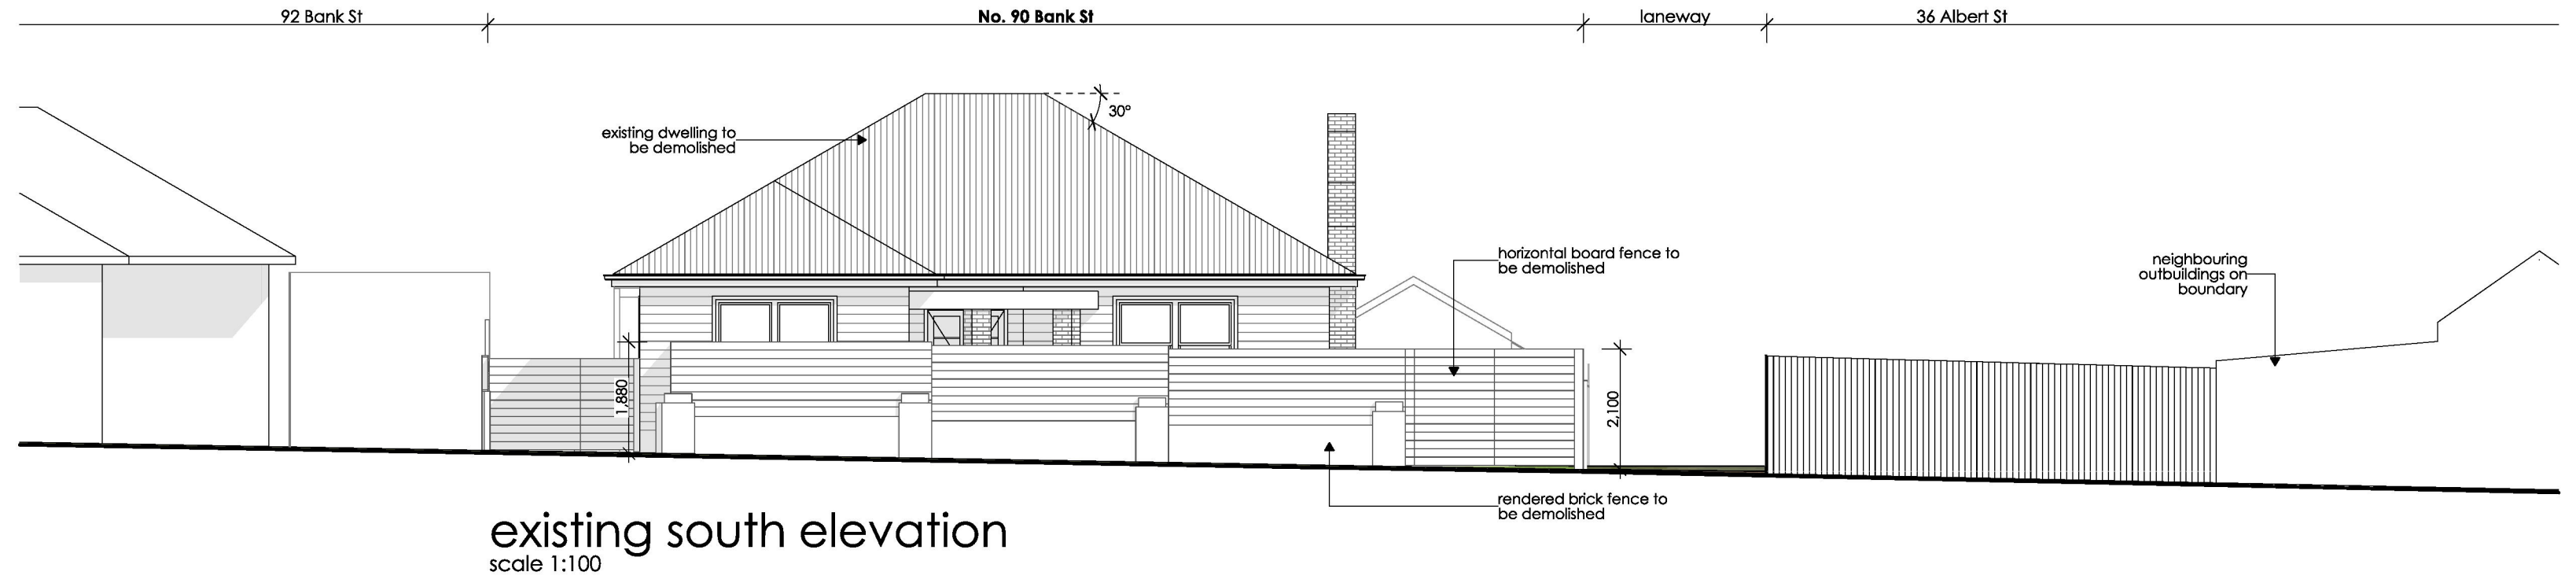 92 Bank St
No. 90 Bank St
laneway
36 Albert St
30°
existing dwelling to
be demolished
horizontal board fence to
be demolished
neighbouring
outbuildings on
boundary
1,880
2,100
rendered brick fence to
be demolished
existing south elevation
scale 1:100